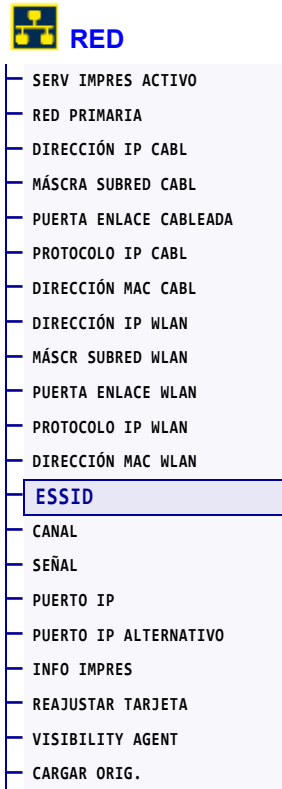 RED
SERV IMPRES ACTIVO
RED PRIMARIA
DIRECCIÓN IP CABL
MÁSCRA SUBRED CABL
PUERTA ENLACE CABLEADA
PROTOCOLO IP CABL
DIRECCIÓN MAC CABL
DIRECCIÓN IP WLAN
MÁSCR SUBRED WLAN
PUERTA ENLACE WLAN
PROTOCOLO IP WLAN
DIRECCIÓN MAC WLAN
ESSID
CANAL
SEÑAL
PUERTO IP
PUERTO IP ALTERNATIVO
INFO IMPRES
REAJUSTAR TARJETA
VISIBILITY AGENT
CARGAR ORIG.